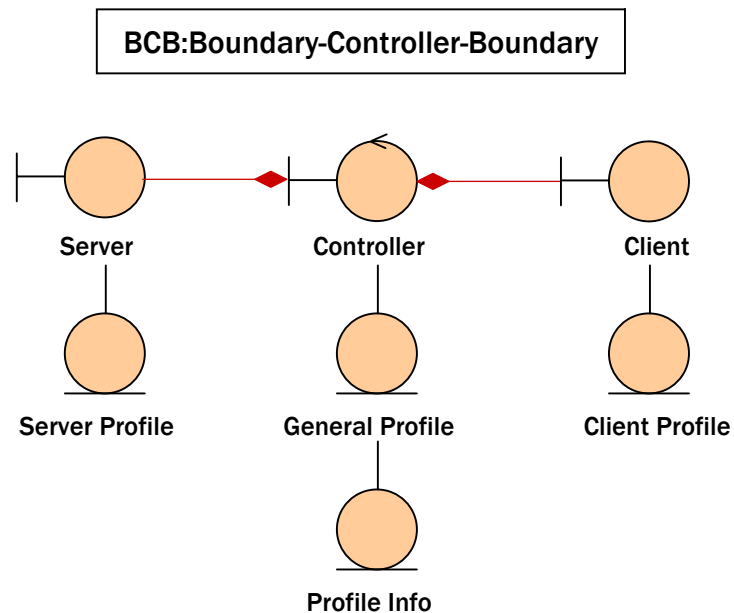 BCB:Boundary-Controller-Boundary
Server
Controller
Client
Server Profile
General Profile
Client Profile
Profile Info